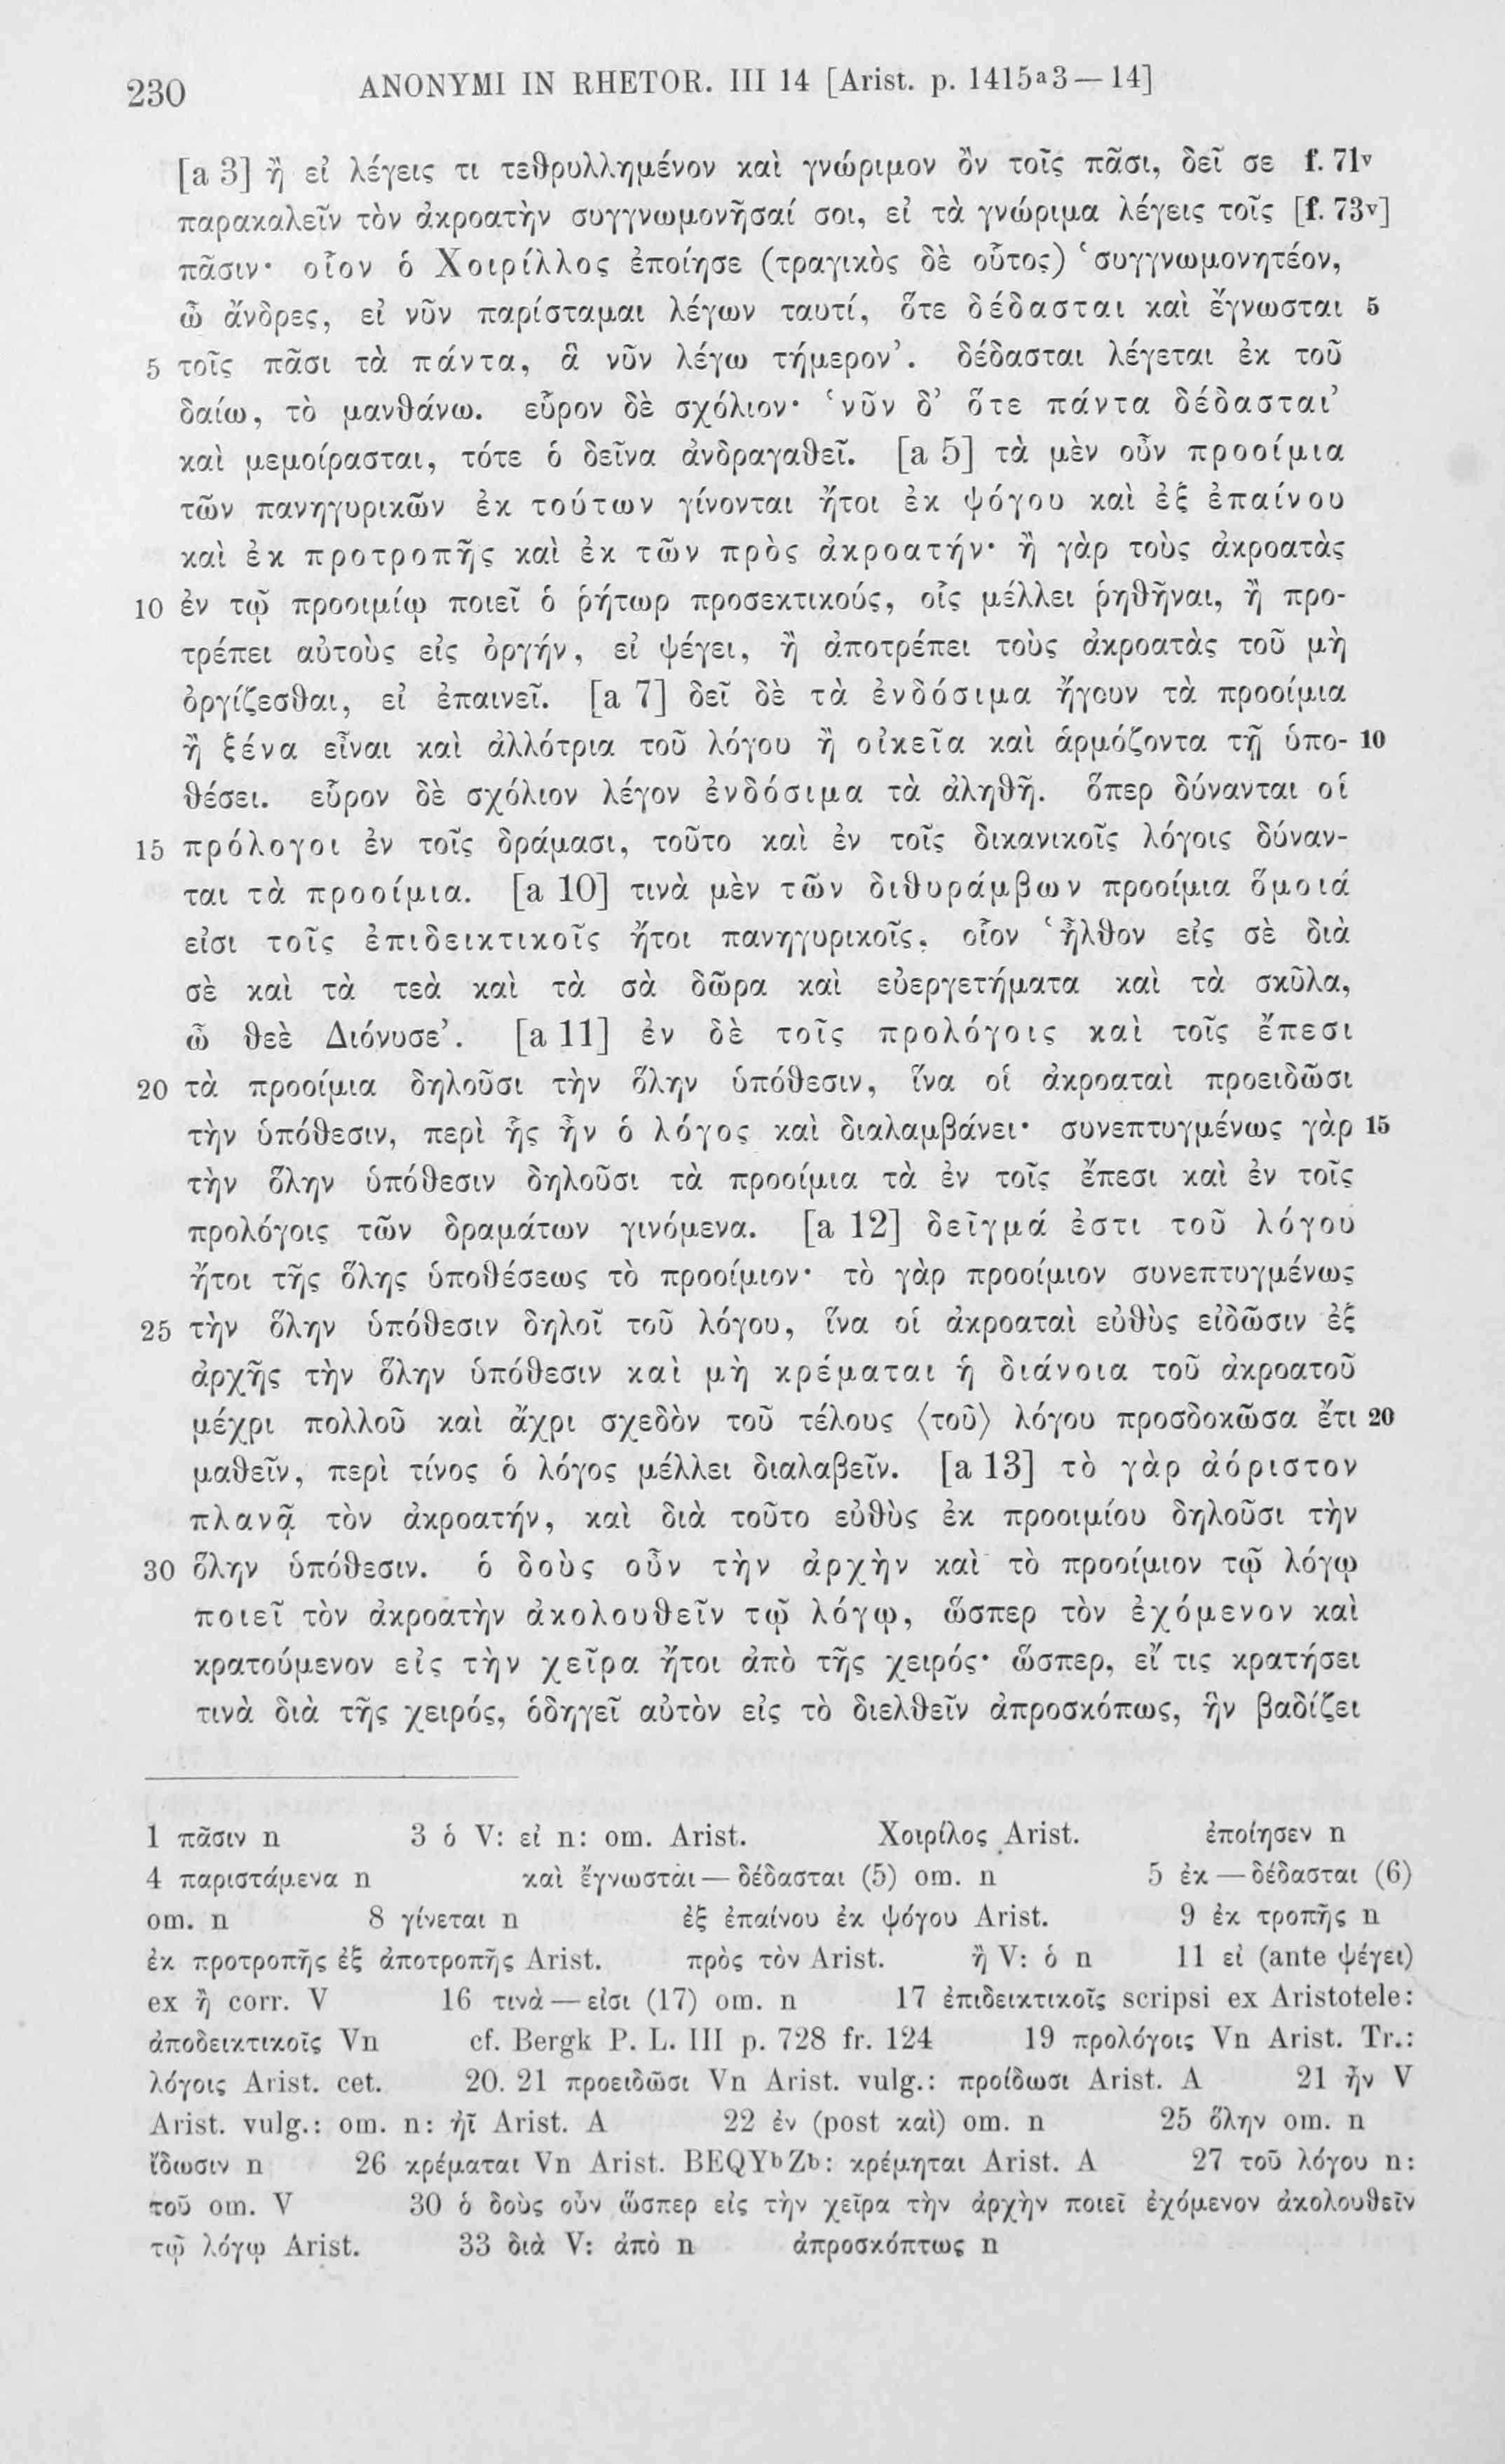 230 ANONYMI IN RHETOR. III 14 [Arist. p. 1415a3 — 14]
[a 3] ἢ εἰ λέγεις τι τεθρυλλημένον καὶ γνώριμον ὂν τοῖς πᾶσι, δεῖ σε f. 71v
παρακαλεῖν τὸν ἀκροατὴν συγγνωμονῆσαί σοι, εἰ τὰ γνώριμα λέγεις τοῖς [f. 73v]
πᾶσιν· οἷον ὁ Χοιρίλλος ἐποίησε (τραγικὸς δὲ οὗτος) ‘συγγνωμονητέον,
ὦ ἄνδρες, εἰ νῦν παρίσταμαι λέγων ταυτί, ὅτε δέδασται καὶ ἔγνωσται 5
5 τοῖς πᾶσι τὰ πάντα, ἃ νῦν λέγω τήμερον’. δέδασται λέγεται ἐκ τοῦ
δαίω, τὸ μανθάνω. εὗρον δὲ σχόλιον· ‘νῦν δ’ ὅτε πάντα δέδασται’
καὶ μεμοίρασται, τότε ὁ δεῖνα ἀνδραγαθεῖ. [a 5] τὰ μὲν οὖν προοίμια
τῶν πανηγυρικῶν ἐκ τούτων γίνονται ἤτοι ἐκ ψόγου καὶ ἐξ ἐπαίνου
καὶ ἐκ προτροπῆς καὶ ἐκ τῶν πρὸς ἀκροατήν· ἢ γὰρ τοὺς ἀκροατὰς
10 ἐν τῷ προοιμίῳ ποιεῖ ὁ ῥήτωρ προσεκτικούς, οἷς μέλλει ῥηθῆναι, ἢ προ-
τρέπει αὐτοὺς εἰς ὀργήν, εἰ ψέγει, ἢ ἀποτρέπει τοὺς ἀκροατὰς τοῦ μὴ
ὀργίζεσθαι, εἰ ἐπαινεῖ. [a 7] δεῖ δὲ τὰ ἐνδόσιμα ἤγουν τὰ προοίμια
ἢ ξένα εἶναι καὶ ἀλλότρια τοῦ λόγου ἢ οἰκεῖα καὶ ἁρμόζοντα τῇ ὑπο- 10
θέσει. εὗρον δὲ σχόλιον λέγον ἐνδόσιμα τὰ ἀληθῆ. ὅπερ δύνανται οἱ
15 πρόλογοι ἐν τοῖς δράμασι, τοῦτο καὶ ἐν τοῖς δικανικοῖς λόγοις δύναν-
ται τὰ προοίμια. [a 10] τινὰ μὲν τῶν διθυράμβων προοίμια ὅμοιά
εἰσι τοῖς ἐπιδεικτικοῖς ἤτοι πανηγυρικοῖς, οἷον ‘ἦλθον εἰς σὲ διὰ
σὲ καὶ τὰ τεὰ καὶ τὰ σὰ δῶρα καὶ εὐεργετήματα καὶ τὰ σκῦλα,
ὦ θεὲ Διόνυσε’. [a 11] ἐν δὲ τοῖς προλόγοις καὶ τοῖς ἔπεσι
20 τὰ προοίμια δηλοῦσι τὴν ὅλην ὑπόθεσιν, ἵνα οἱ ἀκροαταὶ προειδῶσι
τὴν ὑπόθεσιν, περὶ ἧς ἦν ὁ λόγος καὶ διαλαμβάνει· συνεπτυγμένως γὰρ 15
τὴν ὅλην ὑπόθεσιν δηλοῦσι τὰ προοίμια τὰ ἐν τοῖς ἔπεσι καὶ ἐν τοῖς
προλόγοις τῶν δραμάτων γινόμενα. [a 12] δεῖγμά ἐστι τοῦ λόγου
ἤτοι τῆς ὅλης ὑποθέσεως τὸ προοίμιον· τὸ γὰρ προοίμιον συνεπτυγμένως
25 τὴν ὅλην ὑπόθεσιν δηλοῖ τοῦ λόγου, ἵνα οἱ ἀκροαταὶ εὐθὺς εἰδῶσιν ἐξ
ἀρχῆς τὴν ὅλην ὑπόθεσιν καὶ μὴ κρέμαται ἡ διάνοια τοῦ ἀκροατοῦ
μέχρι πολλοῦ καὶ ἄχρι σχεδὸν τοῦ τέλους ⟨τοῦ⟩ λόγου προσδοκῶσα ἔτι 20
μαθεῖν, περὶ τίνος ὁ λόγος μέλλει διαλαβεῖν. [a 13] τὸ γὰρ ἀόριστον
πλανᾷ τὸν ἀκροατήν, καὶ διὰ τοῦτο εὐθὺς ἐκ προοιμίου δηλοῦσι τὴν
30 ὅλην ὑπόθεσιν. ὁ δοὺς οὖν τὴν ἀρχὴν καὶ τὸ προοίμιον τῷ λόγῳ
ποιεῖ τὸν ἀκροατὴν ἀκολουθεῖν τῷ λόγῳ, ὥσπερ τὸν ἐχόμενον καὶ
κρατούμενον εἰς τὴν χεῖρα ἤτοι ἀπὸ τῆς χειρός· ὥσπερ, εἴ τις κρατήσει
τινὰ διὰ τῆς χειρός, ὁδηγεῖ αὐτὸν εἰς τὸ διελθεῖν ἀπροσκόπως, ἣν βαδίζει
1 πᾶσιν n 3 ὁ V: εἰ n: om. Arist. Χοιρίλος Arist. ἐποίησεν n
4 παριστάμενα n καὶ ἔγνωσται — δέδασται (5) om. n 5 ἐκ — δέδασται (6)
om. n 8 γίνεται n ἐξ ἐπαίνου ἐκ ψόγου Arist. 9 ἐκ τροπῆς n
ἐκ προτροπῆς ἐξ ἀποτροπῆς Arist. πρὸς τὸν Arist. ἢ V: ὁ n 11 εἰ (ante ψέγει)
ex ἢ corr. V 16 τινὰ — εἰσι (17) om. n 17 ἐπιδεικτικοῖς scripsi ex Aristotele:
ἀποδεικτικοῖς Vn cf. Bergk P. L. III p. 728 fr. 124 19 προλόγοις Vn Arist. Tr.:
λόγοις Arist. cet. 20. 21 προειδῶσι Vn Arist. vulg.: προίδωσι Arist. A 21 ἦν V
Arist. vulg.: om. n: ἠῖ Arist. A 22 ἐν (post καὶ) om. n 25 ὅλην om. n
ἴδωσιν n 26 κρέμαται Vn Arist. BEQYbZb: κρέμηται Arist. A 27 τοῦ λόγου n:
τοῦ om. V 30 ὁ δοὺς οὖν ὥσπερ εἰς τὴν χεῖρα τὴν ἀρχὴν ποιεῖ ἐχόμενον ἀκολουθεῖν
τῷ λόγῳ Arist. 33 διὰ V: ἀπὸ n ἀπροσκόπτως n